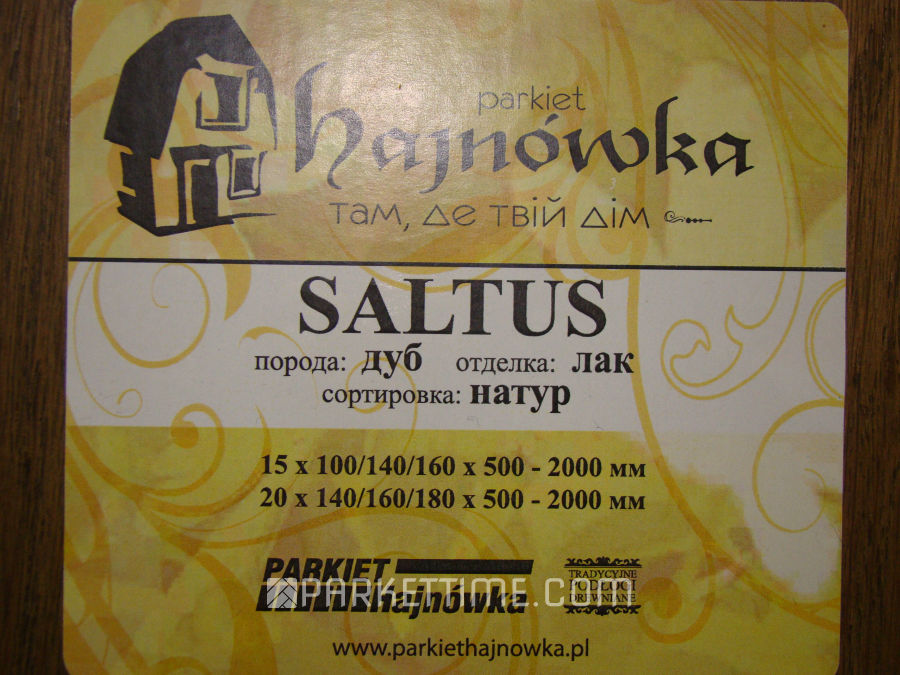 parkiet
hajnówka
там, де твій дім
SALTUS
порода: дуб отделка: лак
сортировка: натур
15 x 100/140/160 x 500 - 2000 мм
20 x 140/160/180 x 500 - 2000 мм
PARKIET
hajnówka
PARKETTIME.COM
TRADYCYJNE
PODŁOGI
DREWNIANE
www.parkiethajnowka.pl